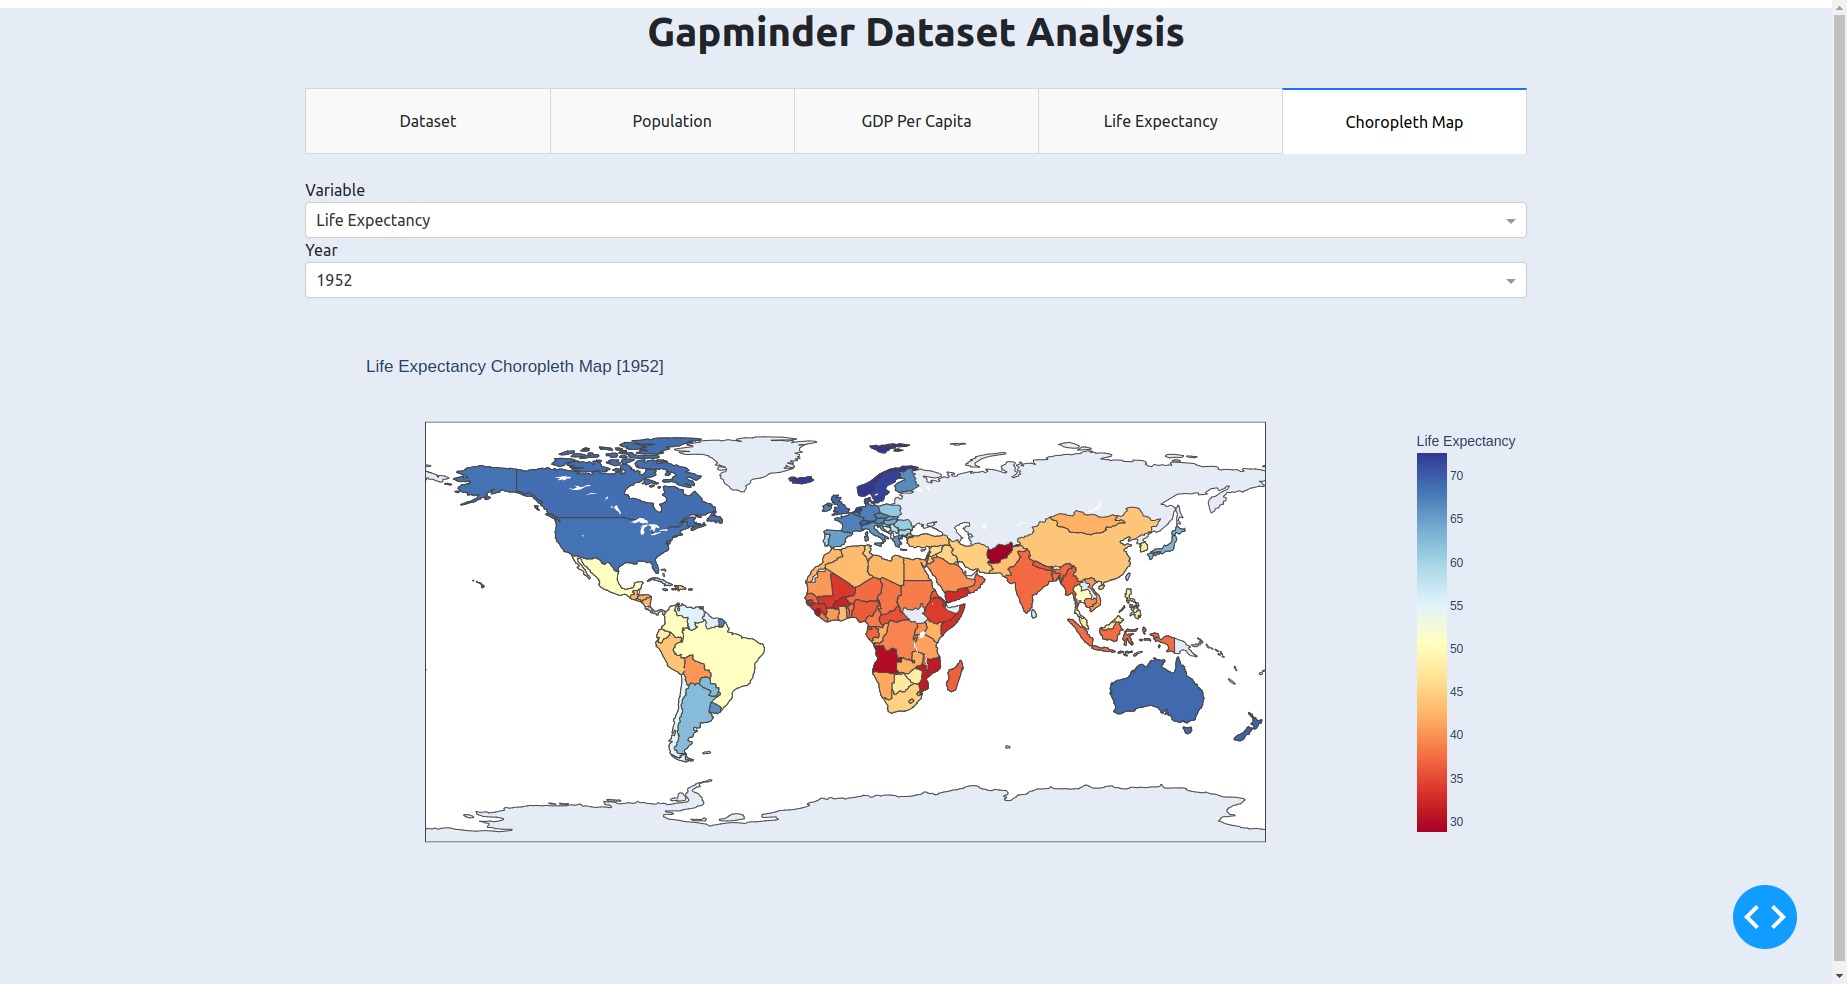 Gapminder Dataset Analysis
Dataset Population GDP Per Capita Life Expectancy Choropleth Map
Variable
Life Expectancy
Year
1952
Life Expectancy Choropleth Map [1952]
Life Expectancy
70
65
60
55
50
45
40
35
30